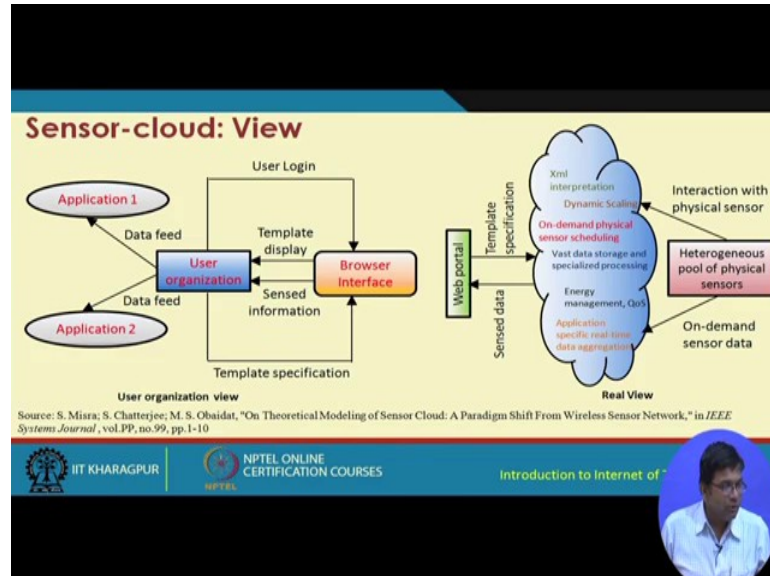 Sensor-cloud: View
User Login
Application 1
Data feed
Template
display
User
organization
Browser
Interface
Sensed
information
Data feed
Application 2
Template specification
User organization view
Web portal
Template
specification
Sensed data
Xml
interpretation
Dynamic Scaling
On-demand physical
sensor scheduling
Vast data storage and
specialized processing
Energy
management, QoS
Application
specific real-time
data aggregation
Interaction with
physical sensor
Heterogeneous
pool of physical
sensors
On-demand
sensor data
Real View
Source: S. Misra; S. Chatterjee; M. S. Obaidat, "On Theoretical Modeling of Sensor Cloud: A Paradigm Shift From Wireless Sensor Network," in IEEE
Systems Journal , vol.PP, no.99, pp.1-10
IIT KHARAGPUR
NPTEL
NPTEL ONLINE
CERTIFICATION COURSES
Introduction to Internet of